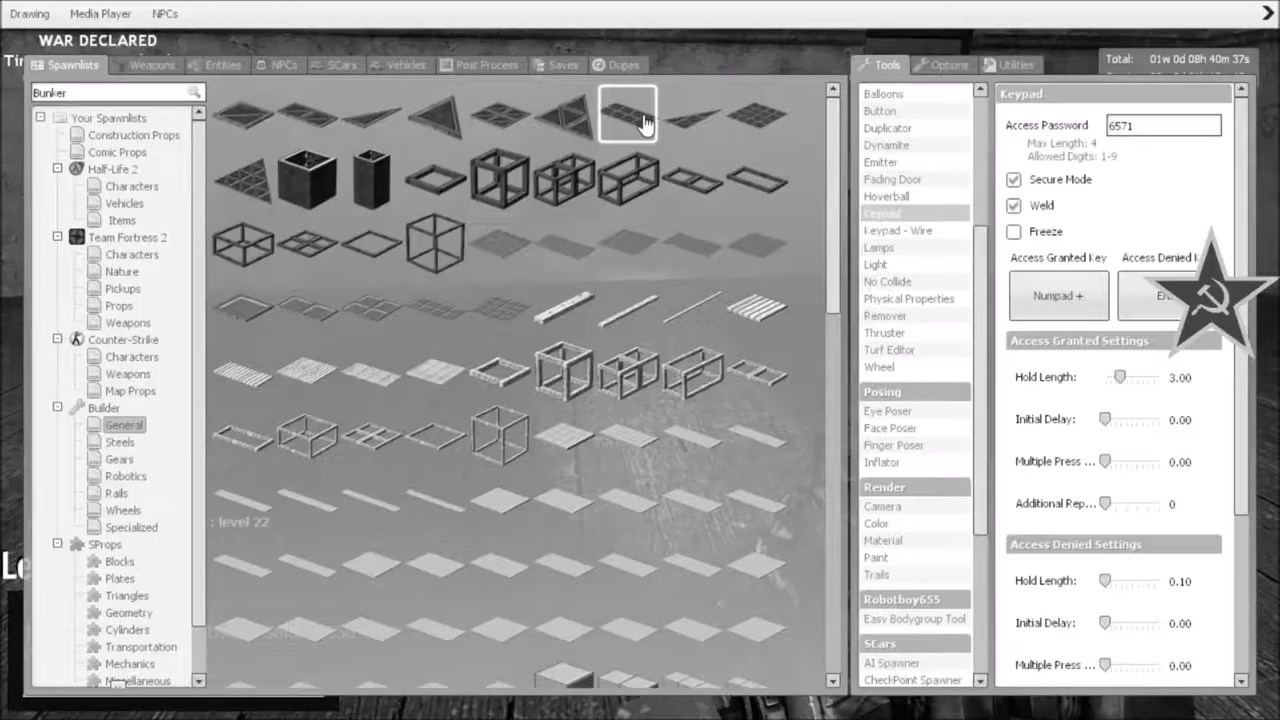 Drawing Media Player NPCs
WAR DECLARED
Spawnlists Weapons Entities NPCs SCars Vehicles Post Process Saves Dupes
Tools Options Utilities
Total: 01w 0d 08h 40m 37s
Bunker
Your Spawnlists
Construction Props
Comic Props
Half-Life 2
Characters
Vehicles
Items
Team Fortress 2
Characters
Nature
Pickups
Props
Weapons
Counter-Strike
Characters
Weapons
Map Props
Builder
General
Steels
Gears
Robotics
Rails
Wheels
Specialized
SProps
Blocks
Plates
Triangles
Geometry
Cylinders
Transportation
Mechanics
Miscellaneous
: level 22
Balloons
Button
Duplicator
Dynamite
Emitter
Fading Door
Hoverball
Keypad
Keypad - Wire
Lamps
Light
No Collide
Physical Properties
Remover
Thruster
Turf Editor
Wheel
Posing
Eye Poser
Face Poser
Finger Poser
Inflator
Render
Camera
Color
Material
Paint
Trails
Robotboy655
Easy Bodygroup Tool
SCars
AI Spawner
CheckPoint Spawner
Keypad
Access Password 6571
Max Length: 4
Allowed Digits: 1-9
Secure Mode
Weld
Freeze
Access Granted Key Access Denied
Numpad +
Access Granted Settings
Hold Length: 3.00
Initial Delay: 0.00
Multiple Press ... 0.00
Additional Rep... 0
Access Denied Settings
Hold Length: 0.10
Initial Delay: 0.00
Multiple Press ... 0.00